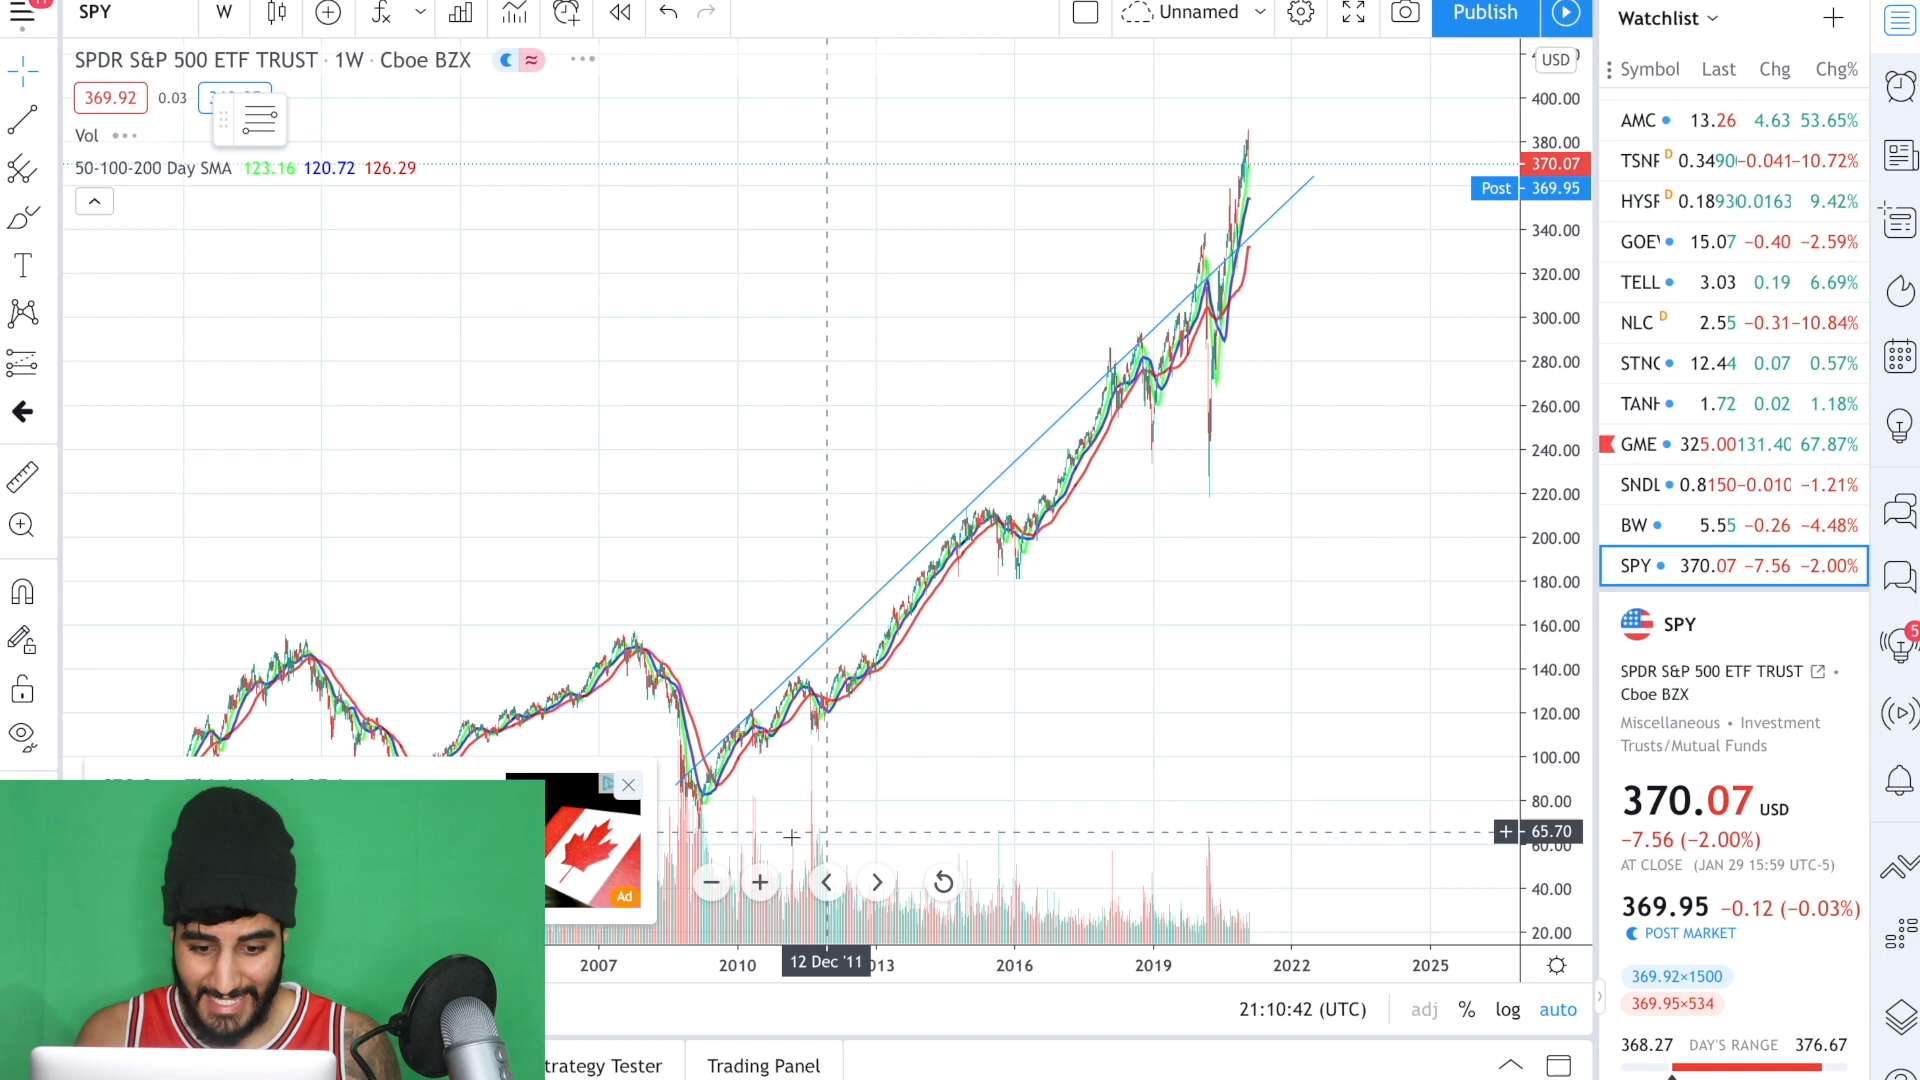 11
SPY
W
Unnamed
Publish
SPDR S&P 500 ETF TRUST · 1W · Cboe BZX
369.92 0.03
Vol
50-100-200 Day SMA 123.16 120.72 126.29
USD
400.00
380.00
370.07
Post 369.95
340.00
320.00
300.00
280.00
260.00
240.00
220.00
200.00
180.00
160.00
140.00
120.00
100.00
80.00
65.70
60.00
40.00
20.00
2007 2010 12 Dec '11 013 2016 2019 2022 2025
Ad
21:10:42 (UTC) adj % log auto
trategy Tester Trading Panel
Watchlist
Symbol Last Chg Chg%
AMC 13.26 4.63 53.65%
TSNP D 0.3490 −0.041 −10.72%
HYSR D 0.1893 0.0163 9.42%
GOEV 15.07 −0.40 −2.59%
TELL 3.03 0.19 6.69%
NLC D 2.55 −0.31 −10.84%
STNG 12.44 0.07 0.57%
TANH 1.72 0.02 1.18%
GME 325.00 131.40 67.87%
SNDL 0.8150 −0.010 −1.21%
BW 5.55 −0.26 −4.48%
SPY 370.07 −7.56 −2.00%
SPY
SPDR S&P 500 ETF TRUST •
Cboe BZX
Miscellaneous • Investment
Trusts/Mutual Funds
370.07 USD
−7.56 (−2.00%)
AT CLOSE (JAN 29 15:59 UTC-5)
369.95 −0.12 (−0.03%)
POST MARKET
369.92×1500
369.95×534
368.27 DAY'S RANGE 376.67
5